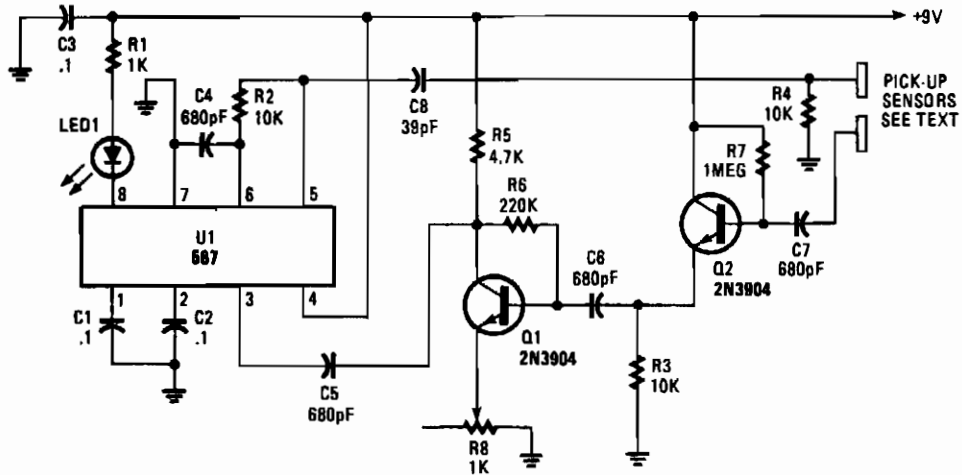 +9V
C3
.1
R1
1K
LED1
C4
680pF
R2
10K
C8
39pF
R4
10K
PICK-UP
SENSORS
SEE TEXT
R5
4.7K
R6
220K
R7
1MEG
C7
680pF
Q2
2N3904
8
7
6
5
U1
567
1
2
3
4
C1
.1
C2
.1
C5
680pF
Q1
2N3904
C6
680pF
R3
10K
R8
1K